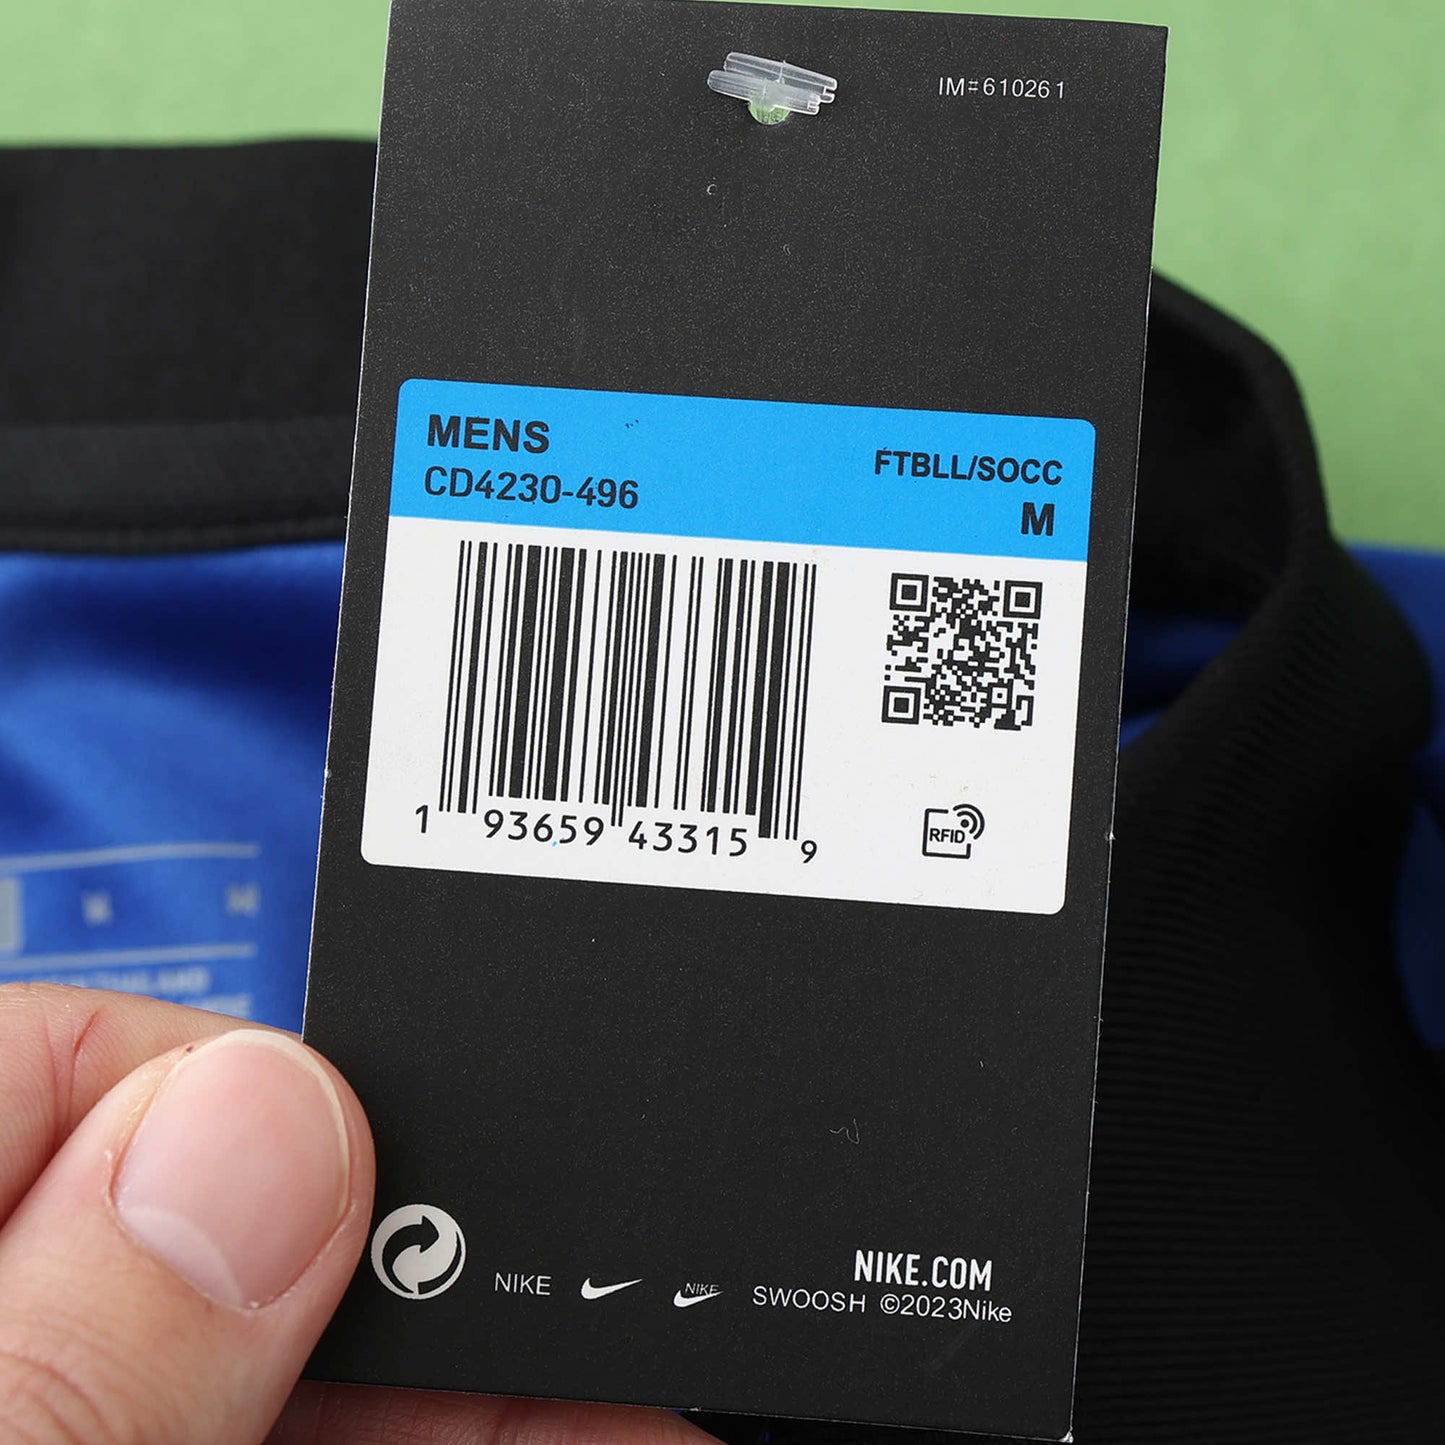 IM#610261
MENS
FTBLL/SOCC
CD4230-496
M
1 93659 43315 9
RFID
NIKE.COM
NIKE NIKE SWOOSH ©2023Nike